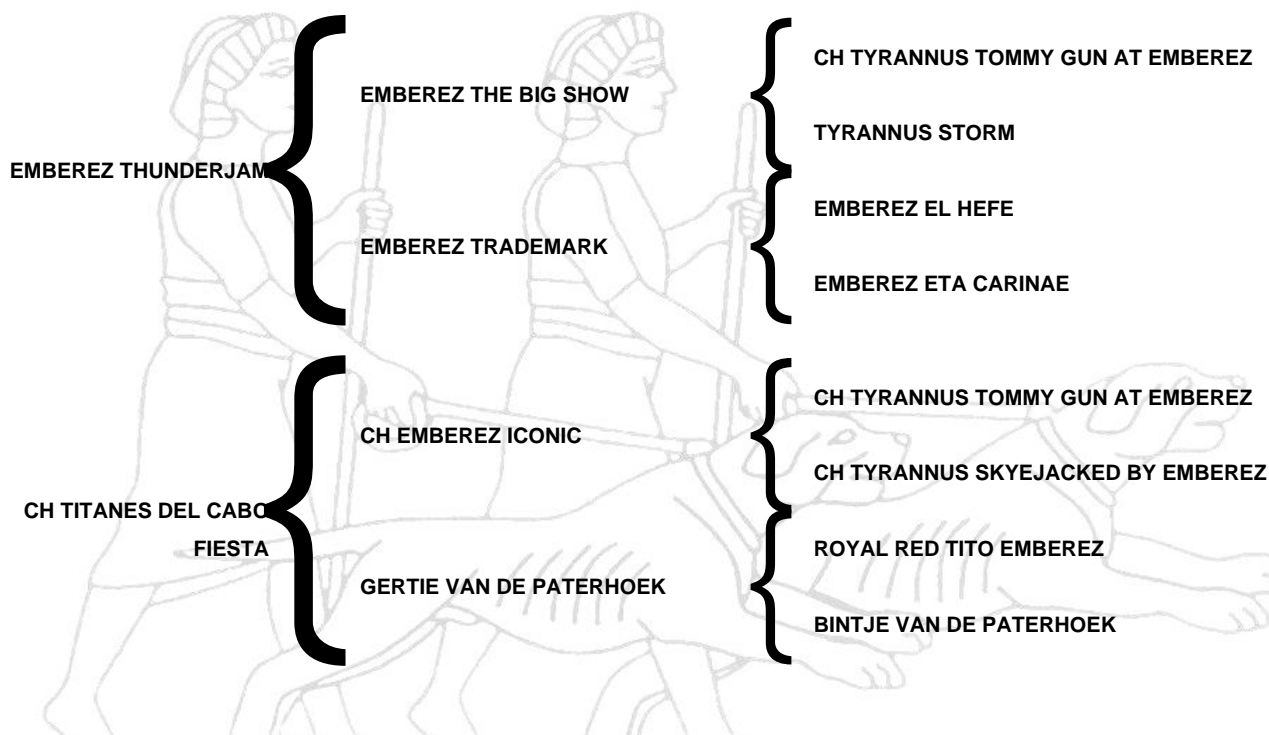 CH TYRANNUS TOMMY GUN AT EMBEREZ
EMBEREZ THE BIG SHOW
TYRANNUS STORM
EMBEREZ THUNDERJAM
EMBEREZ EL HEFE
EMBEREZ TRADEMARK
EMBEREZ ETA CARINAE
CH TYRANNUS TOMMY GUN AT EMBEREZ
CH EMBEREZ ICONIC
CH TYRANNUS SKYEJACKED BY EMBEREZ
CH TITANES DEL CABO
FIESTA
ROYAL RED TITO EMBEREZ
GERTIE VAN DE PATERHOEK
BINTJE VAN DE PATERHOEK